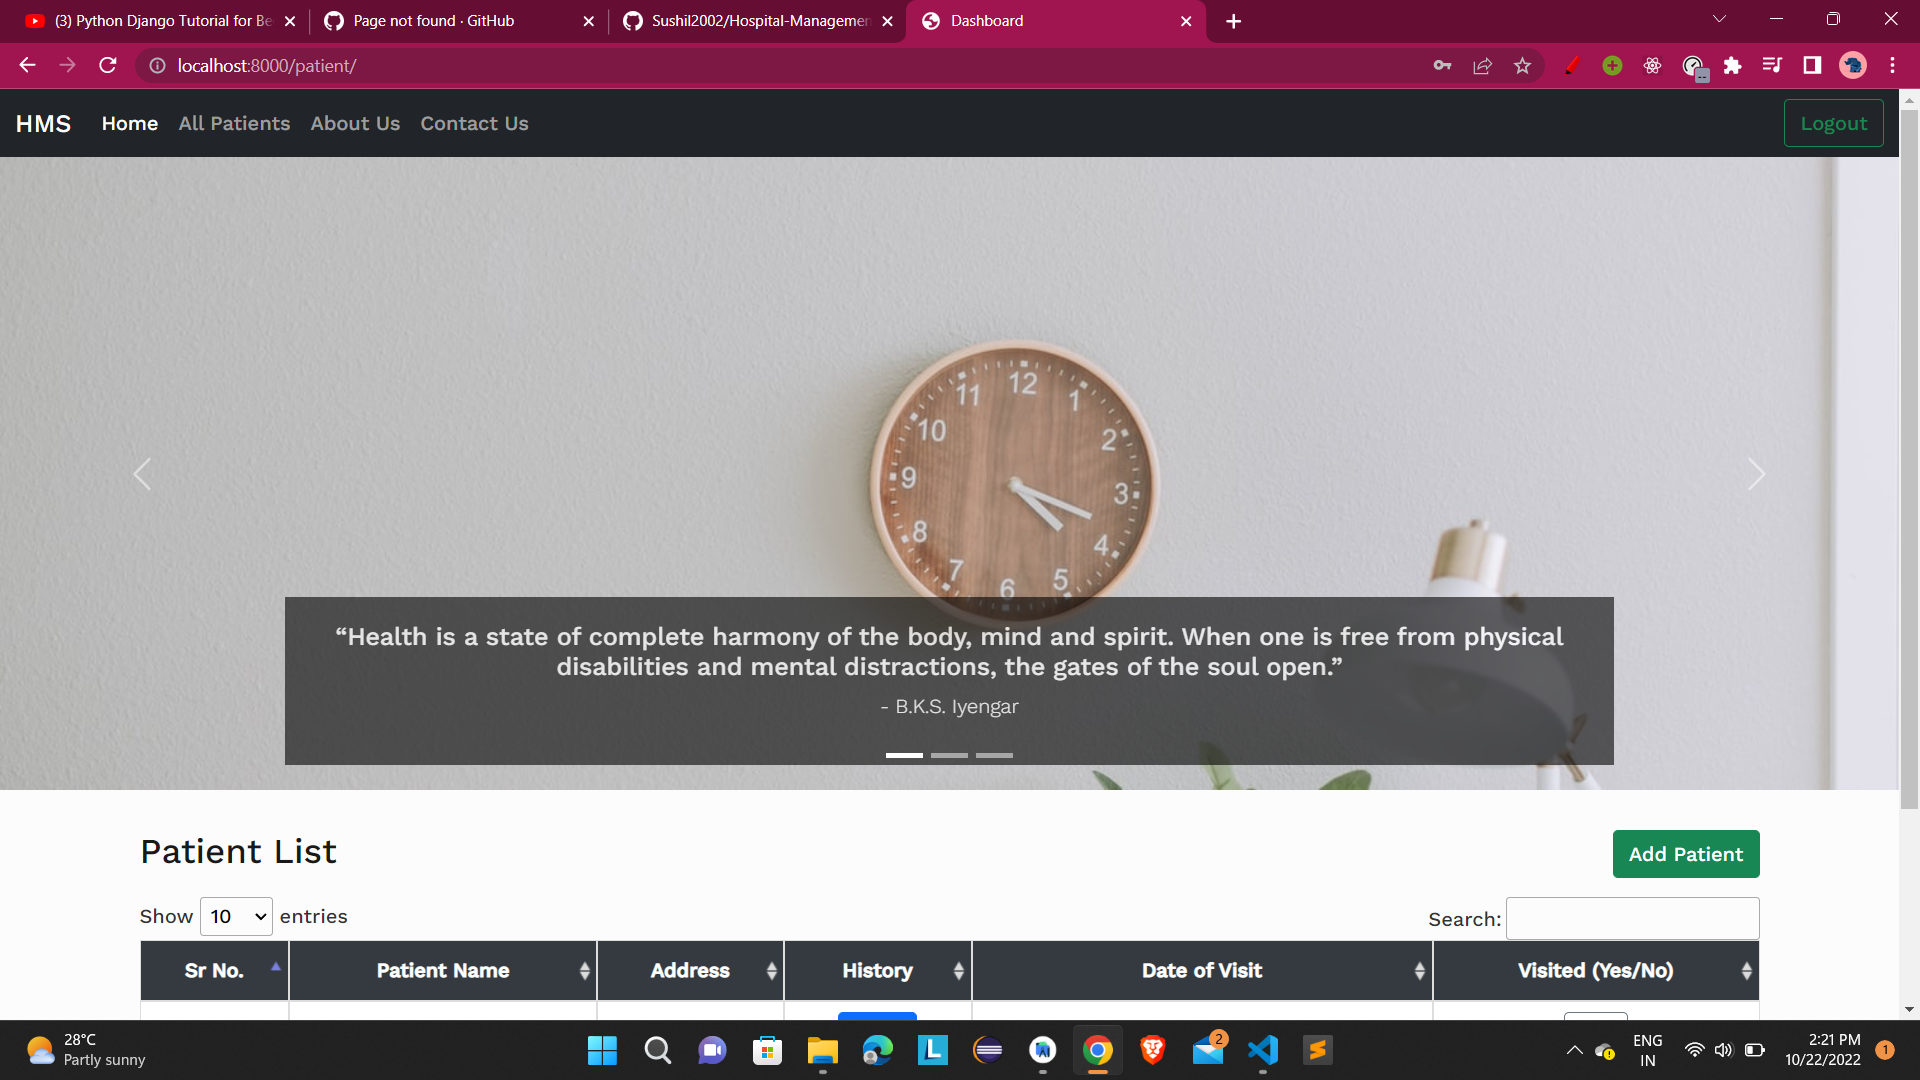 (3) Python Django Tutorial for Be
Page not found · GitHub
Sushil2002/Hospital-Managemen
Dashboard
localhost:8000/patient/
HMS Home All Patients About Us Contact Us Logout
12
11 1
10 2
9 3
8 4
7 5
6
“Health is a state of complete harmony of the body, mind and spirit. When one is free from physical
disabilities and mental distractions, the gates of the soul open.”
- B.K.S. Iyengar
Patient List
Add Patient
Show 10 entries
Search:
Sr No. Patient Name Address History Date of Visit Visited (Yes/No)
28°C
Partly sunny
L
2
ENG
IN
2:21 PM
10/22/2022
1